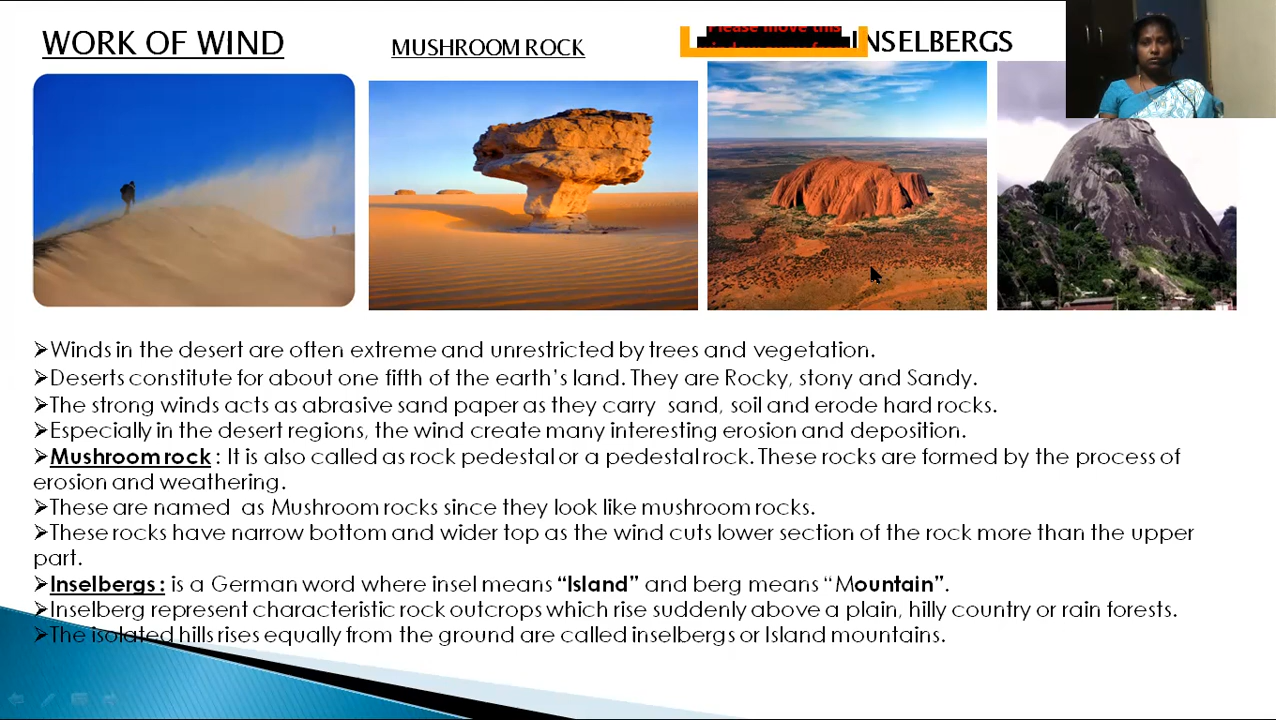 WORK OF WIND
MUSHROOM ROCK
Please move this
INSELBERGS
➢Winds in the desert are often extreme and unrestricted by trees and vegetation.
➢Deserts constitute for about one fifth of the earth’s land. They are Rocky, stony and Sandy.
➢The strong winds acts as abrasive sand paper as they carry sand, soil and erode hard rocks.
➢Especially in the desert regions, the wind create many interesting erosion and deposition.
➢Mushroom rock : It is also called as rock pedestal or a pedestal rock. These rocks are formed by the process of
erosion and weathering.
➢These are named as Mushroom rocks since they look like mushroom rocks.
➢These rocks have narrow bottom and wider top as the wind cuts lower section of the rock more than the upper
part.
➢Inselbergs : is a German word where insel means “Island” and berg means “Mountain”.
➢Inselberg represent characteristic rock outcrops which rise suddenly above a plain, hilly country or rain forests.
➢The isolated hills rises equally from the ground are called inselbergs or Island mountains.